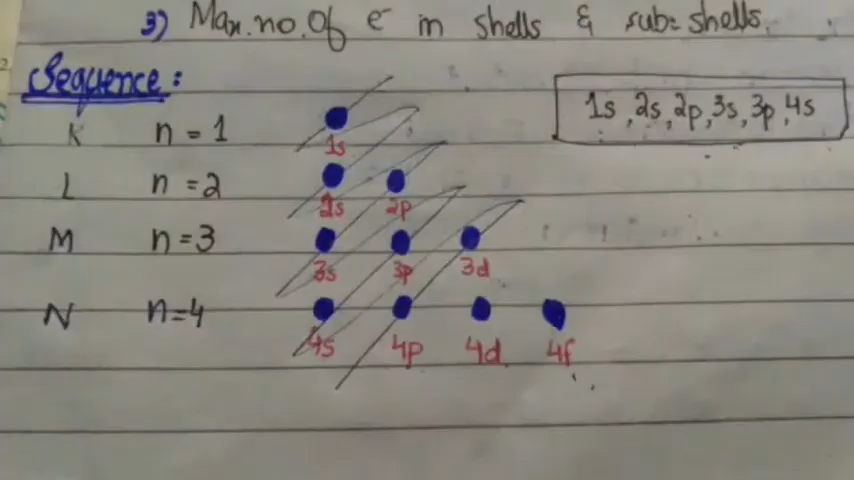 3) Max.no.Of e⁻ in shells & sub-shells.
Sequence:
1s, 2s, 2p, 3s, 3p, 4s
K n = 1
1s
L n = 2
2s 2p
M n = 3
3s 3p 3d
N n=4
4s 4p 4d 4f